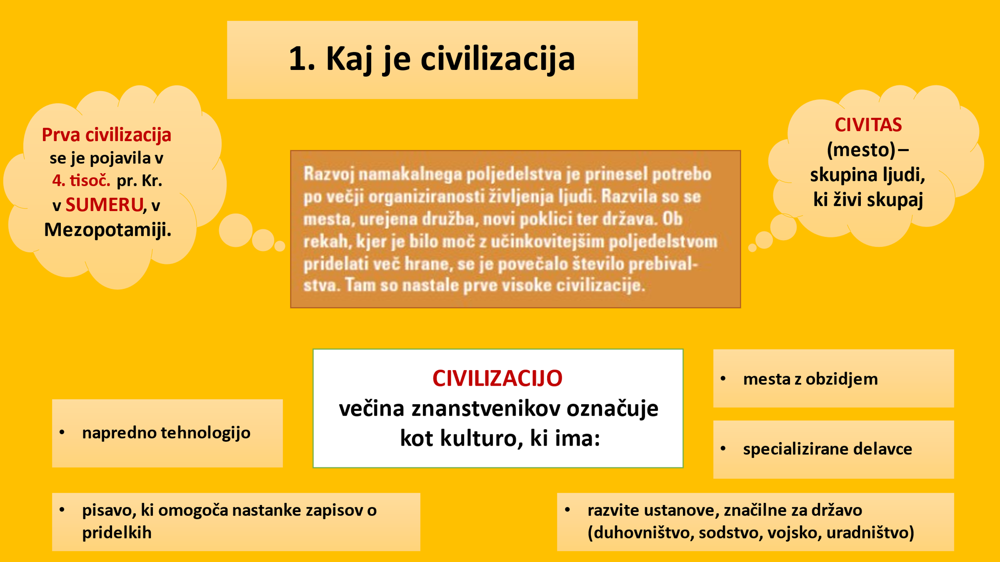 1. Kaj je civilizacija
Prva civilizacija
se je pojavila v
4. tisoč. pr. Kr.
v SUMERU, v
Mezopotamiji.
CIVITAS
(mesto) –
skupina ljudi,
ki živi skupaj
Razvoj namakalnega poljedelstva je prinesel potrebo
po večji organiziranosti življenja ljudi. Razvila so se
mesta, urejena družba, novi poklici ter država. Ob
rekah, kjer je bilo moč z učinkovitejšim poljedelstvom
pridelati več hrane, se je povečalo število prebival-
stva. Tam so nastale prve visoke civilizacije.
CIVILIZACIJO
večina znanstvenikov označuje
kot kulturo, ki ima:
• napredno tehnologijo
• pisavo, ki omogoča nastanke zapisov o
pridelkih
• mesta z obzidjem
• specializirane delavce
• razvite ustanove, značilne za državo
(duhovništvo, sodstvo, vojsko, uradništvo)